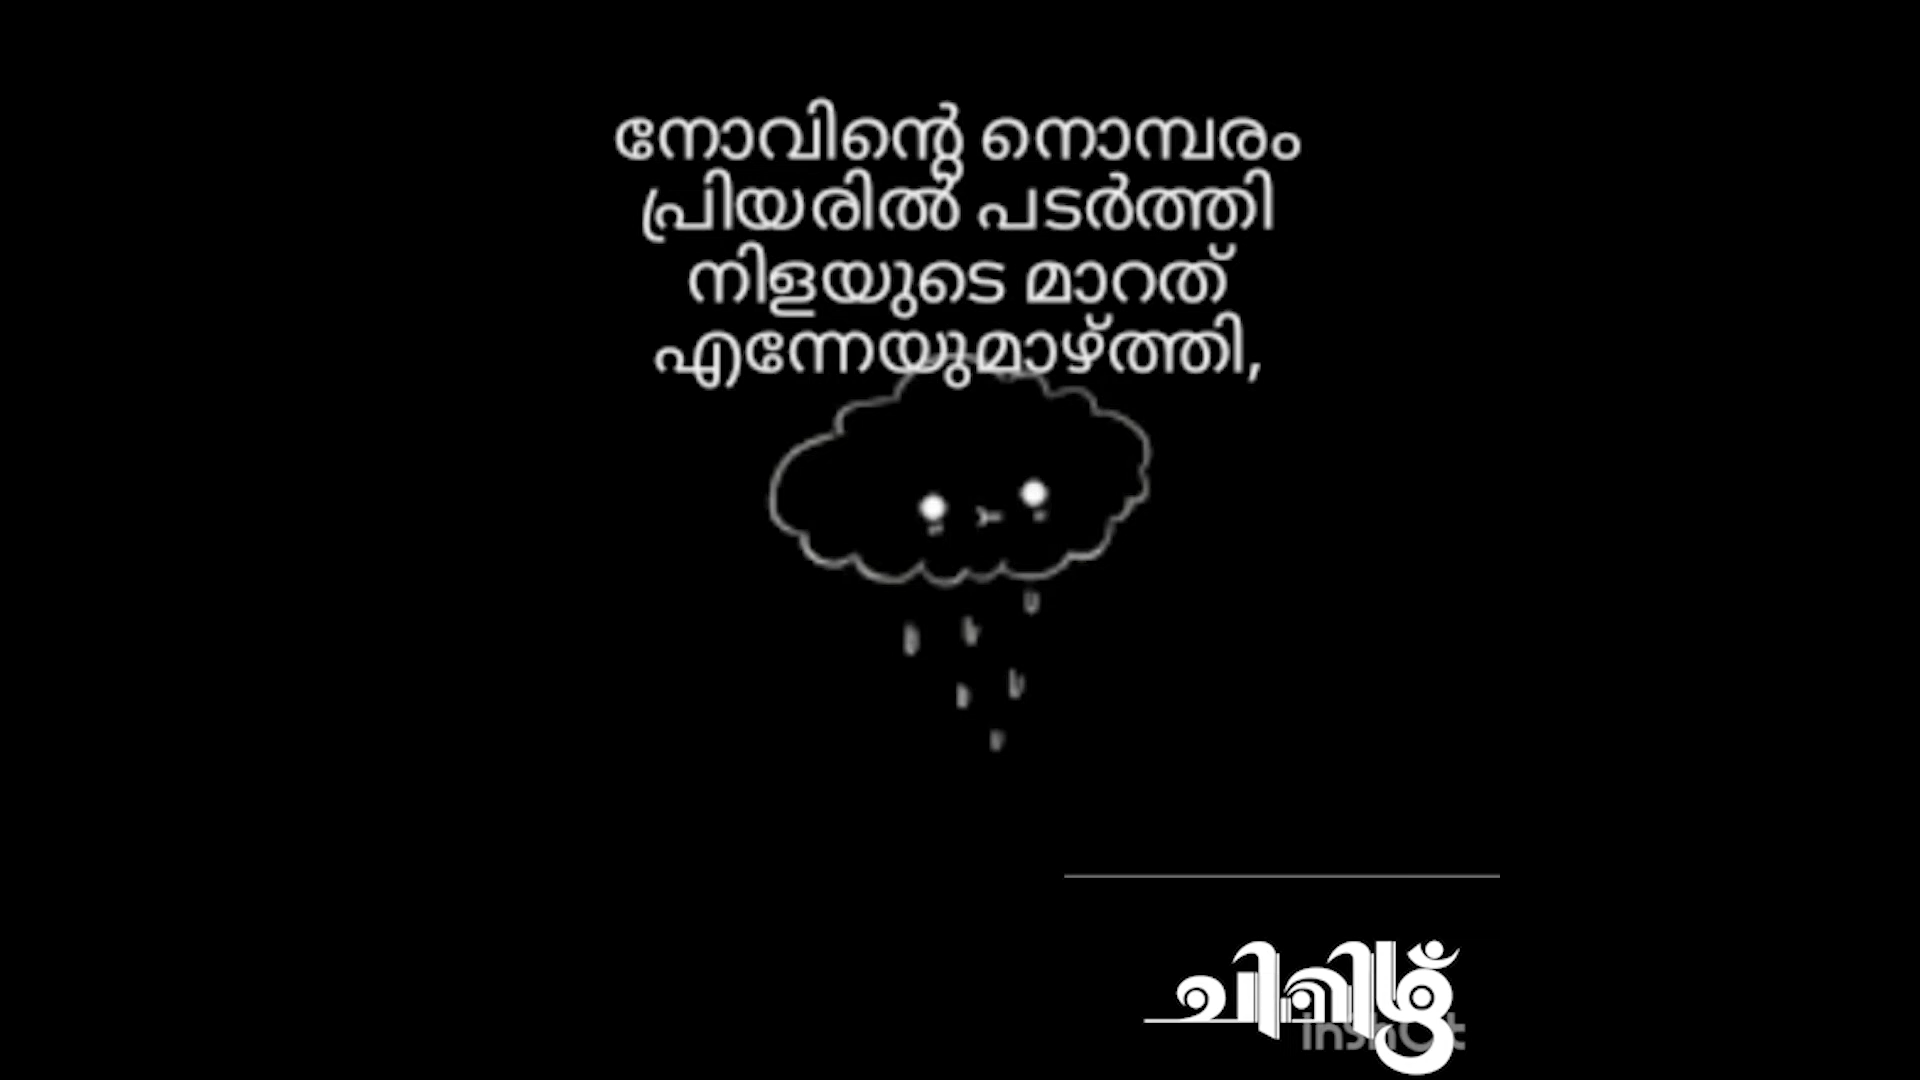 നോവിന്റെ നൊമ്പരം
പ്രിയരിൽ പടർത്തി
നിളയുടെ മാറത്
എന്നേയുമാഴ്ത്തി,
InShOt